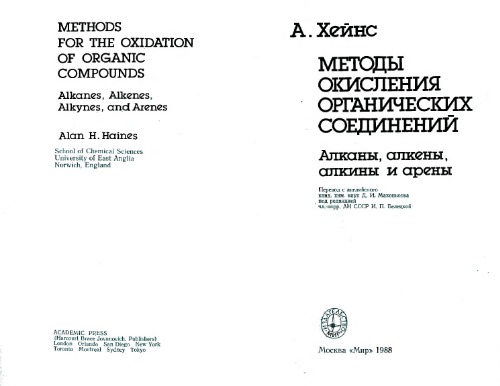 METHODS
FOR THE OXIDATION
OF ORGANIC
COMPOUNDS
Alkanes, Alkenes,
Alkynes, and Arenes
Alan H. Haines
School of Chemical Sciences
University of East Anglia
Norwich, England
ACADEMIC PRESS
(Harcourt Brace Jovanovich, Publishers)
London Orlando San Diego New York
Toronto Montreal Sydney Tokyo
А. Хейнс
МЕТОДЫ
ОКИСЛЕНИЯ
ОРГАНИЧЕСКИХ
СОЕДИНЕНИЙ
Алканы, алкены,
алкины и арены
Перевод с английского
канд. хим. наук Д. И. Махонькова
под редакцией
чл.-корр. АН СССР И. П. Белецкой
Москва «Мир» 1988